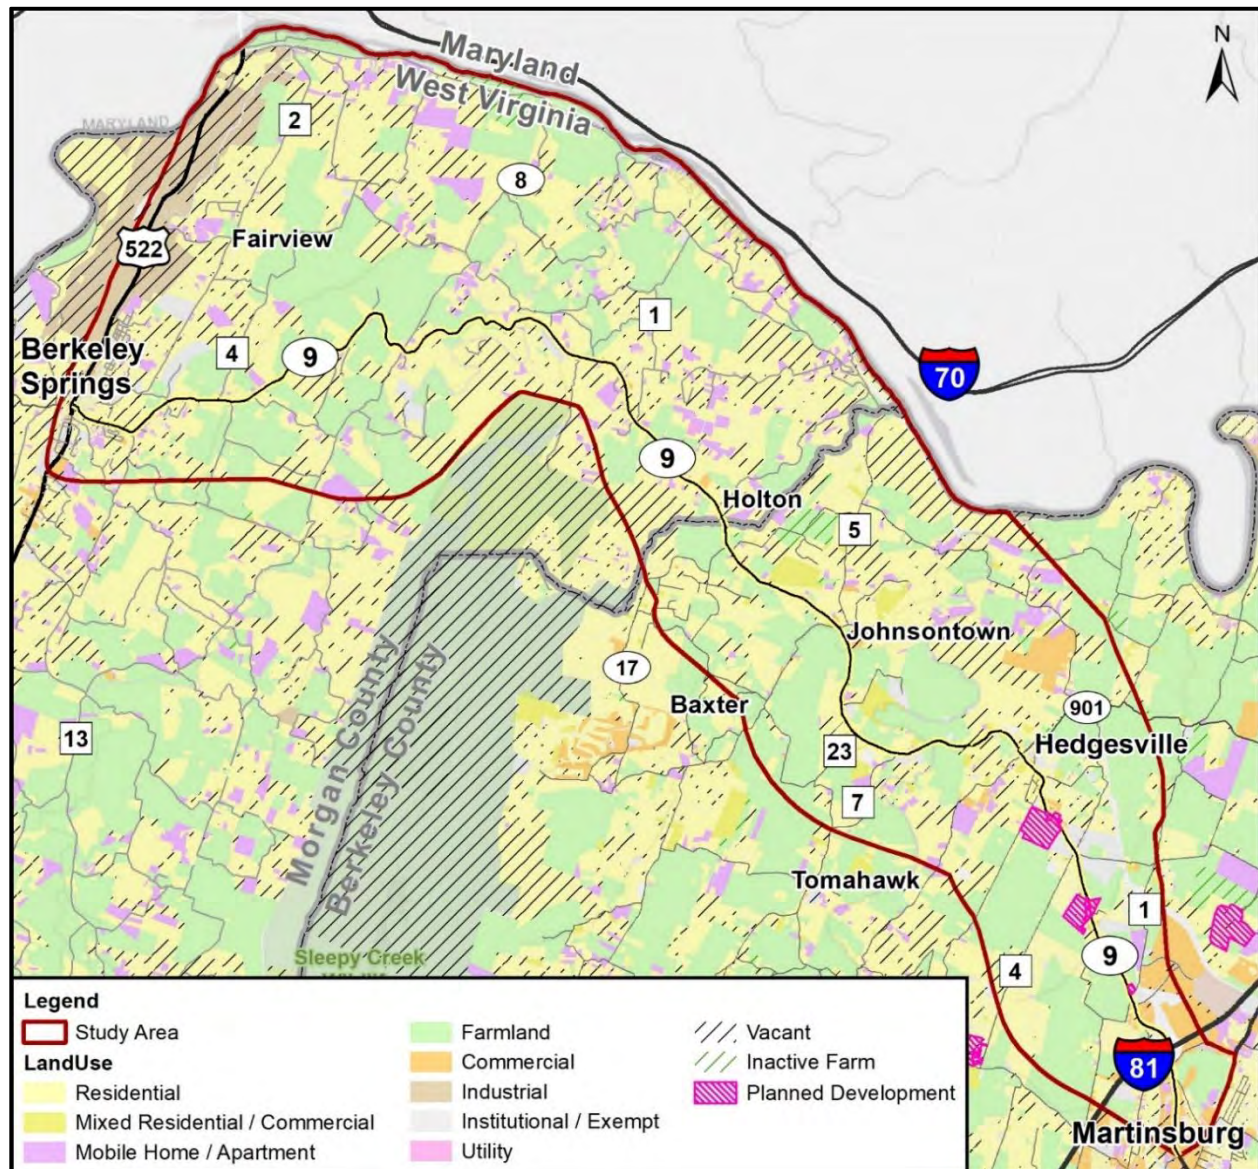 N
Maryland
West Virginia
MARYLAND
2
8
522
Fairview
1
4
9
Berkeley
Springs
70
9
Holton
5
Johnsontown
17
Baxter
901
Hedgesville
13
23
7
Morgan County
Berkeley County
Tomahawk
1
9
4
Sleepy Creek
81
Martinsburg
Legend
Study Area
LandUse
Residential
Mixed Residential / Commercial
Mobile Home / Apartment
Farmland
Commercial
Industrial
Institutional / Exempt
Utility
Vacant
Inactive Farm
Planned Development